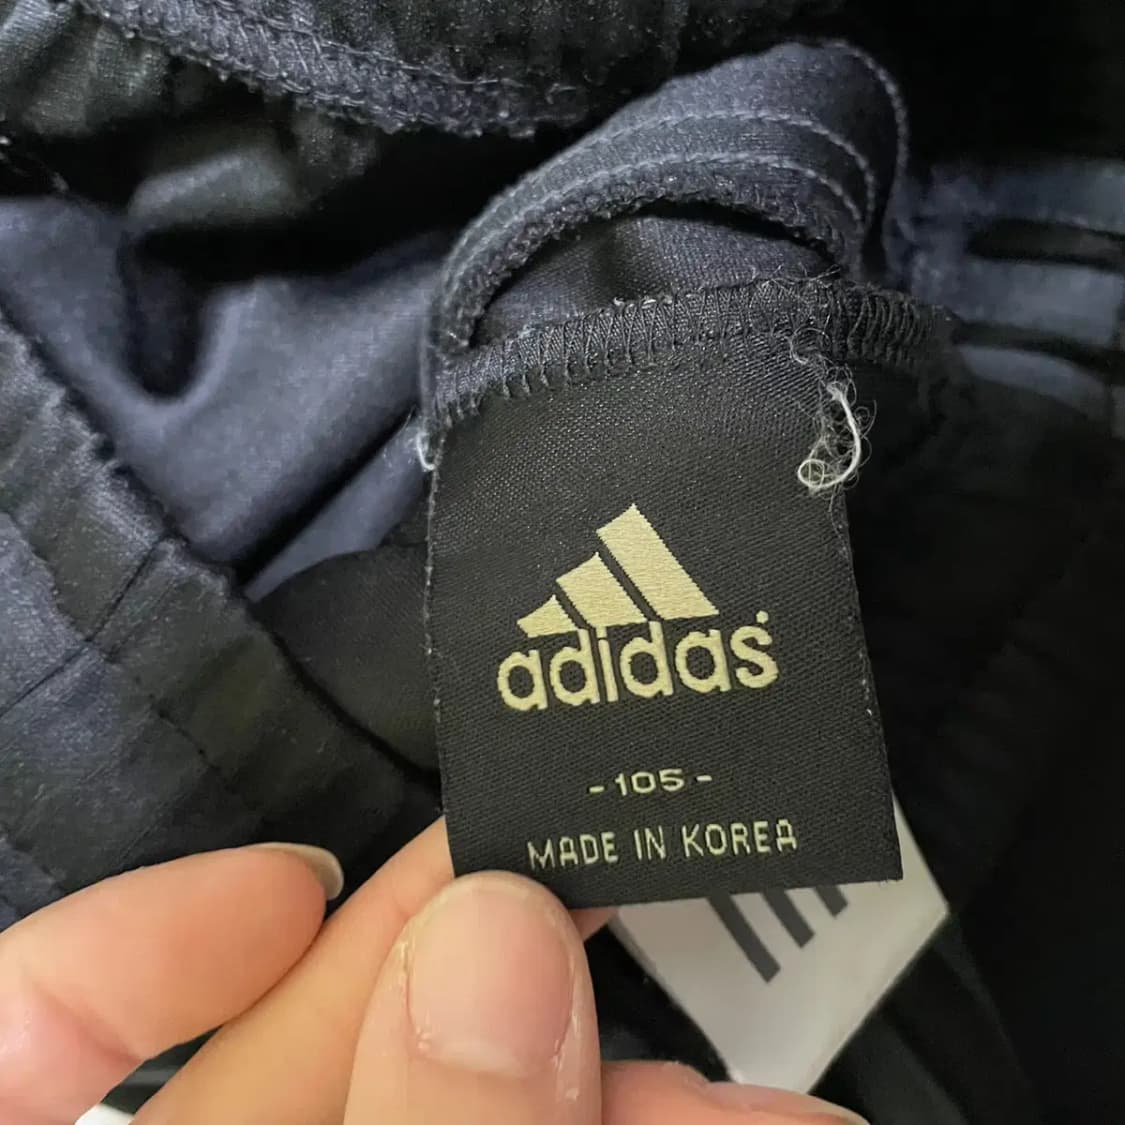 adidas
-105-
MADE IN KOREA